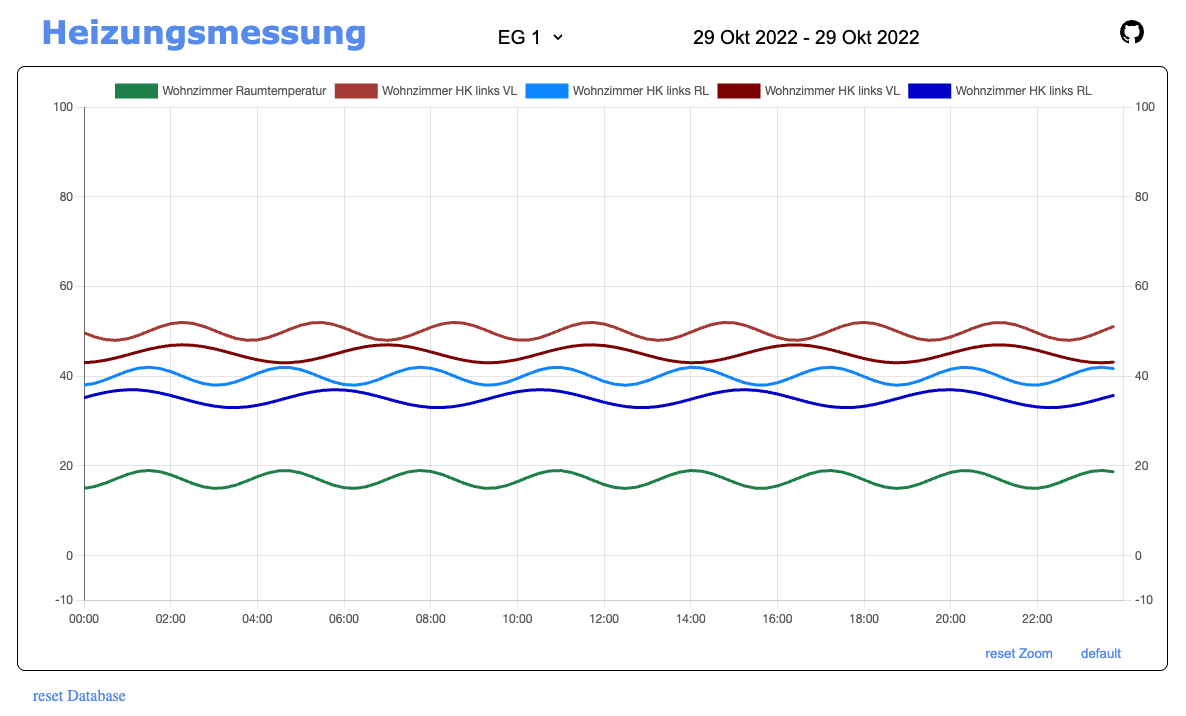 Heizungsmessung
EG 1
29 Okt 2022 - 29 Okt 2022
Wohnzimmer Raumtemperatur Wohnzimmer HK links VL Wohnzimmer HK links RL Wohnzimmer HK links VL Wohnzimmer HK links RL
100 100
80 80
60 60
40 40
20 20
0 0
-10 -10
00:00 02:00 04:00 06:00 08:00 10:00 12:00 14:00 16:00 18:00 20:00 22:00
reset Zoom default
reset Database